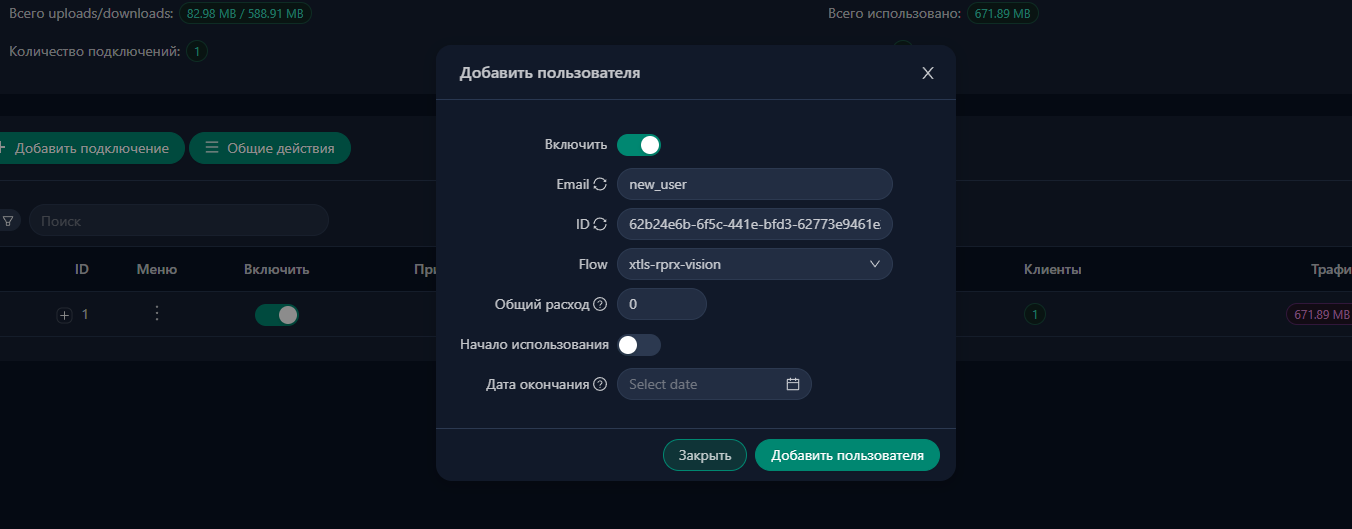 Всего uploads/downloads: 82.98 MB / 588.91 MB
Всего использовано: 671.89 MB
Количество подключений: 1
Добавить пользователя
Добавить подключение
Общие действия
Включить
Email new_user
Поиск
ID 62b24e6b-6f5c-441e-bfd3-62773e9461e
Flow xtls-rprx-vision
ID Меню Включить При Клиенты Трафи
Общий расход 0
1 1 671.89 MB
Начало использования
Дата окончания Select date
Закрыть Добавить пользователя